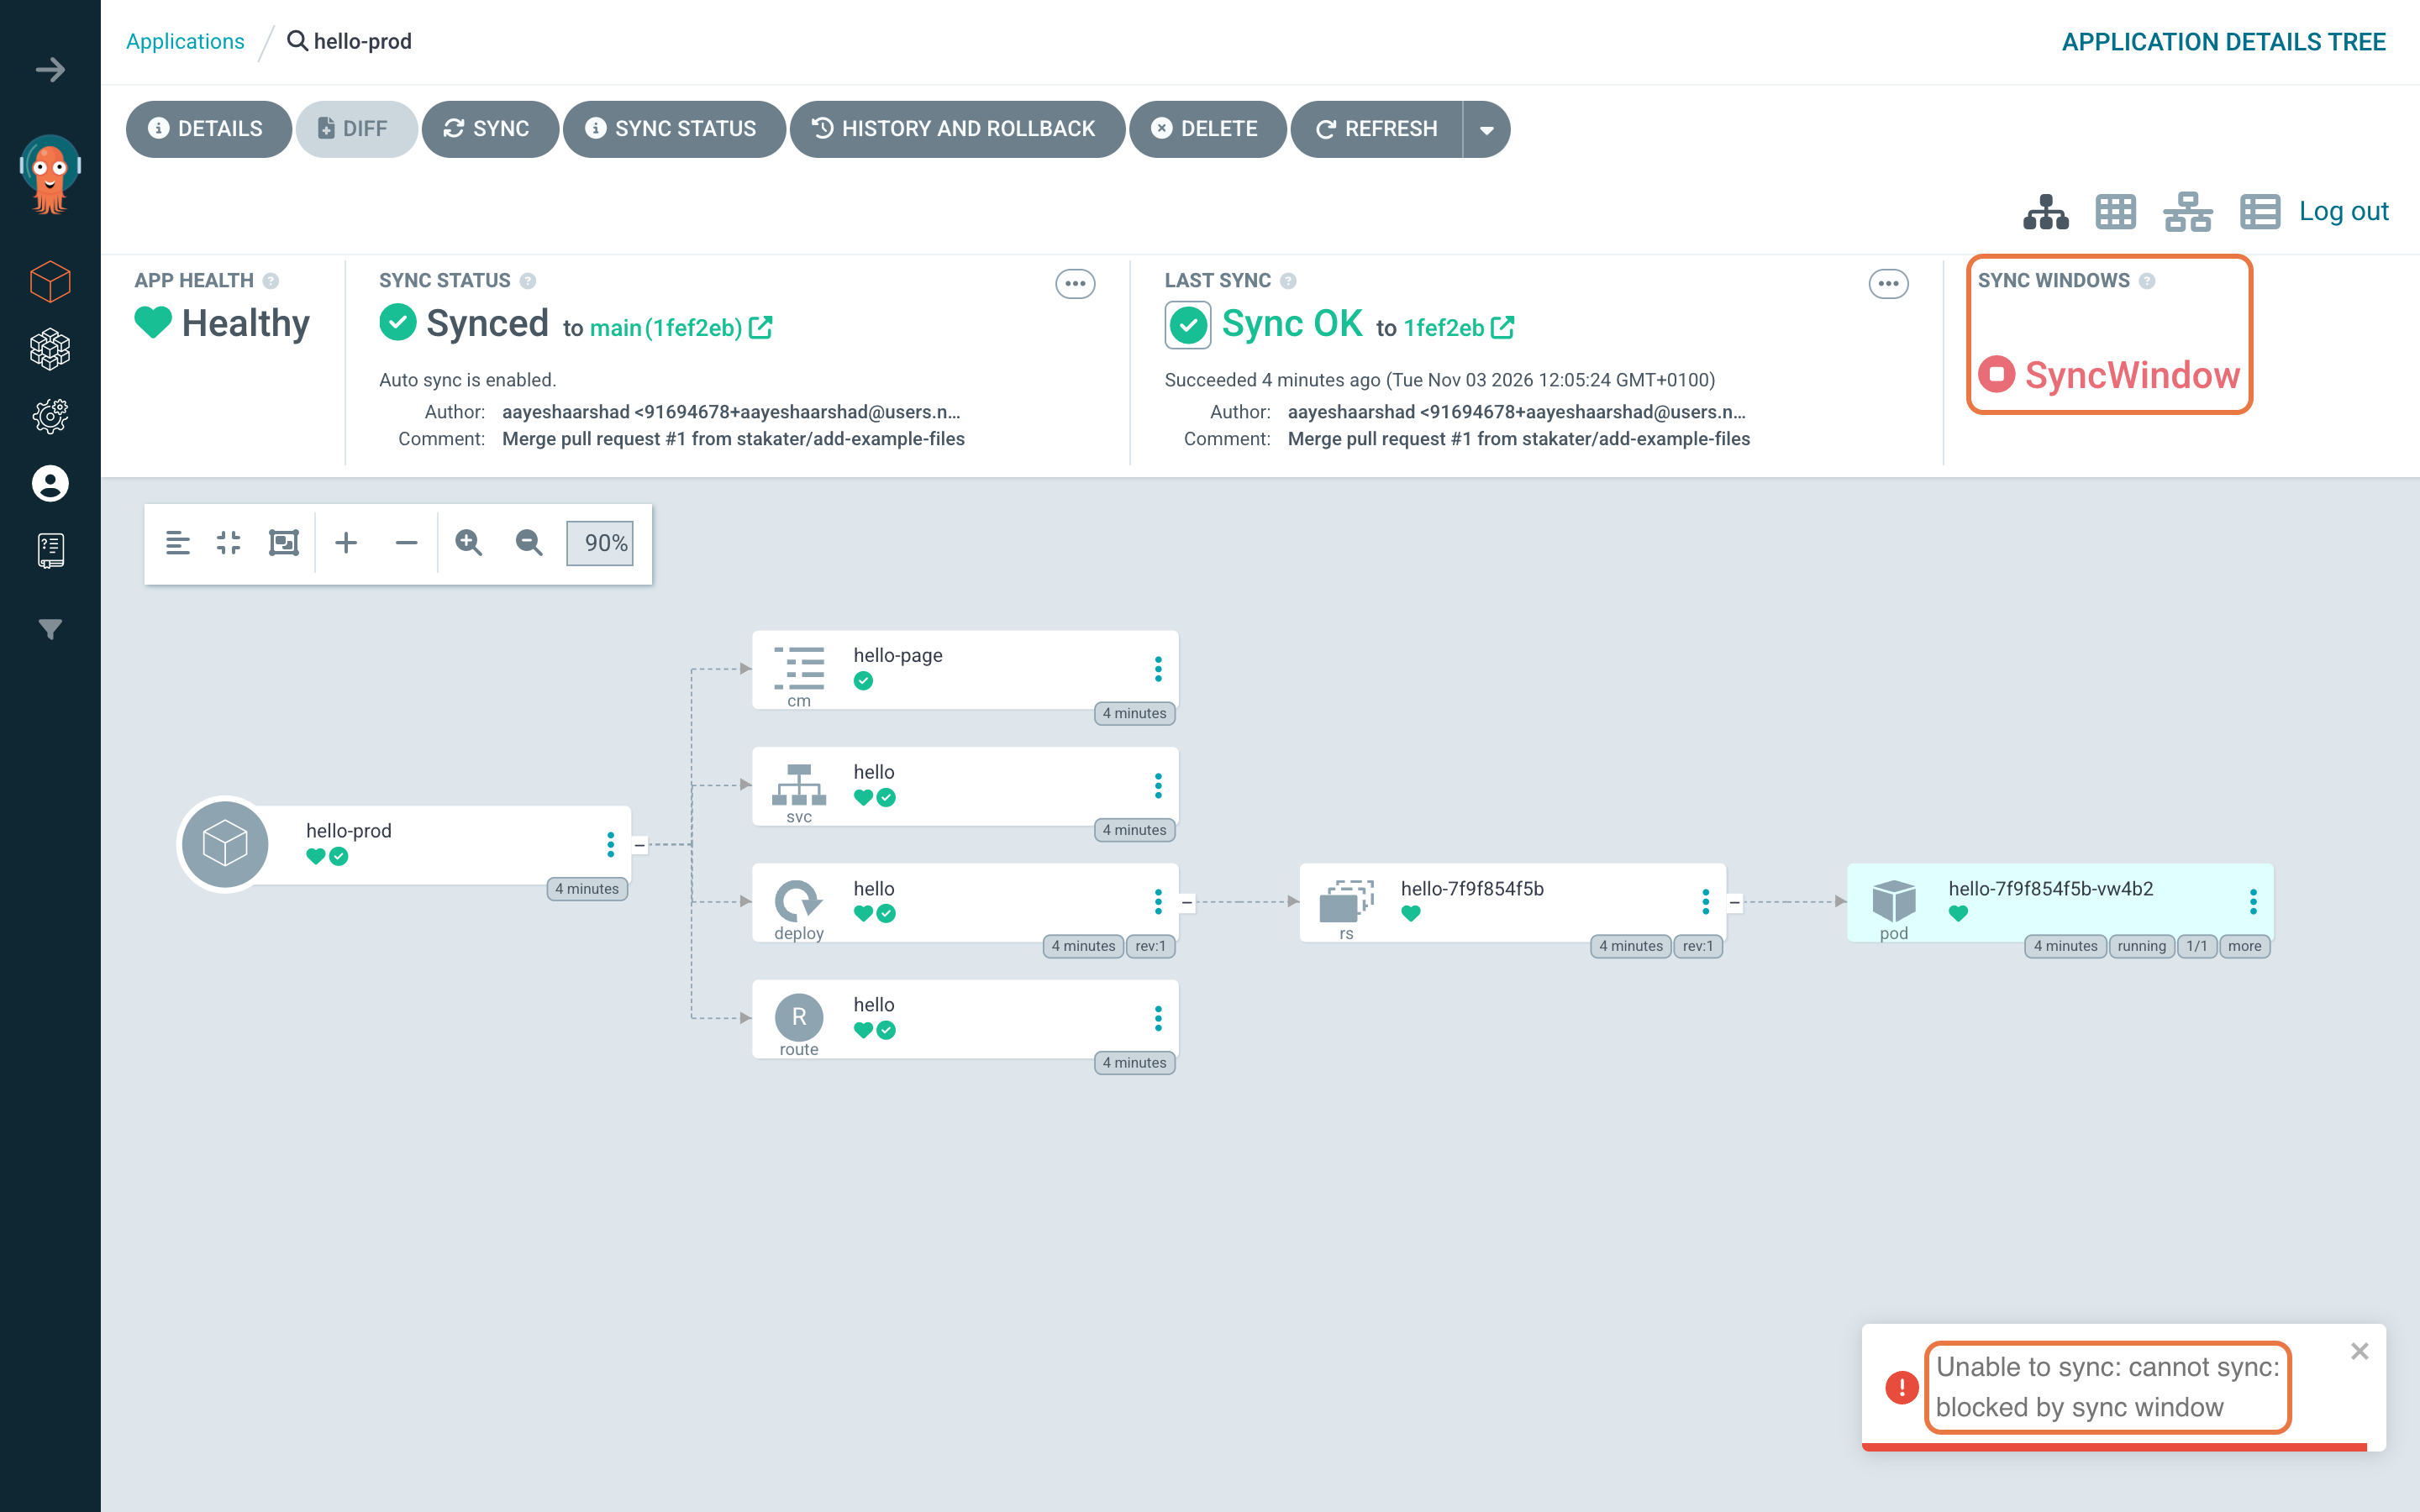 Applications / hello-prod
APPLICATION DETAILS TREE
DETAILS DIFF SYNC SYNC STATUS HISTORY AND ROLLBACK DELETE REFRESH
Log out
APP HEALTH
Healthy
SYNC STATUS
Synced to main (1fef2eb)
Auto sync is enabled.
Author: aayeshaarshad <91694678+aayeshaarshad@users.n...
Comment: Merge pull request #1 from stakater/add-example-files
LAST SYNC
Sync OK to 1fef2eb
Succeeded 4 minutes ago (Tue Nov 03 2026 12:05:24 GMT+0100)
Author: aayeshaarshad <91694678+aayeshaarshad@users.n...
Comment: Merge pull request #1 from stakater/add-example-files
SYNC WINDOWS
SyncWindow
90%
hello-prod
4 minutes
hello-page
cm
4 minutes
hello
svc
4 minutes
hello
deploy
4 minutes rev:1
hello
R
route
4 minutes
hello-7f9f854f5b
rs
4 minutes rev:1
hello-7f9f854f5b-vw4b2
pod
4 minutes running 1/1 more
Unable to sync: cannot sync:
blocked by sync window